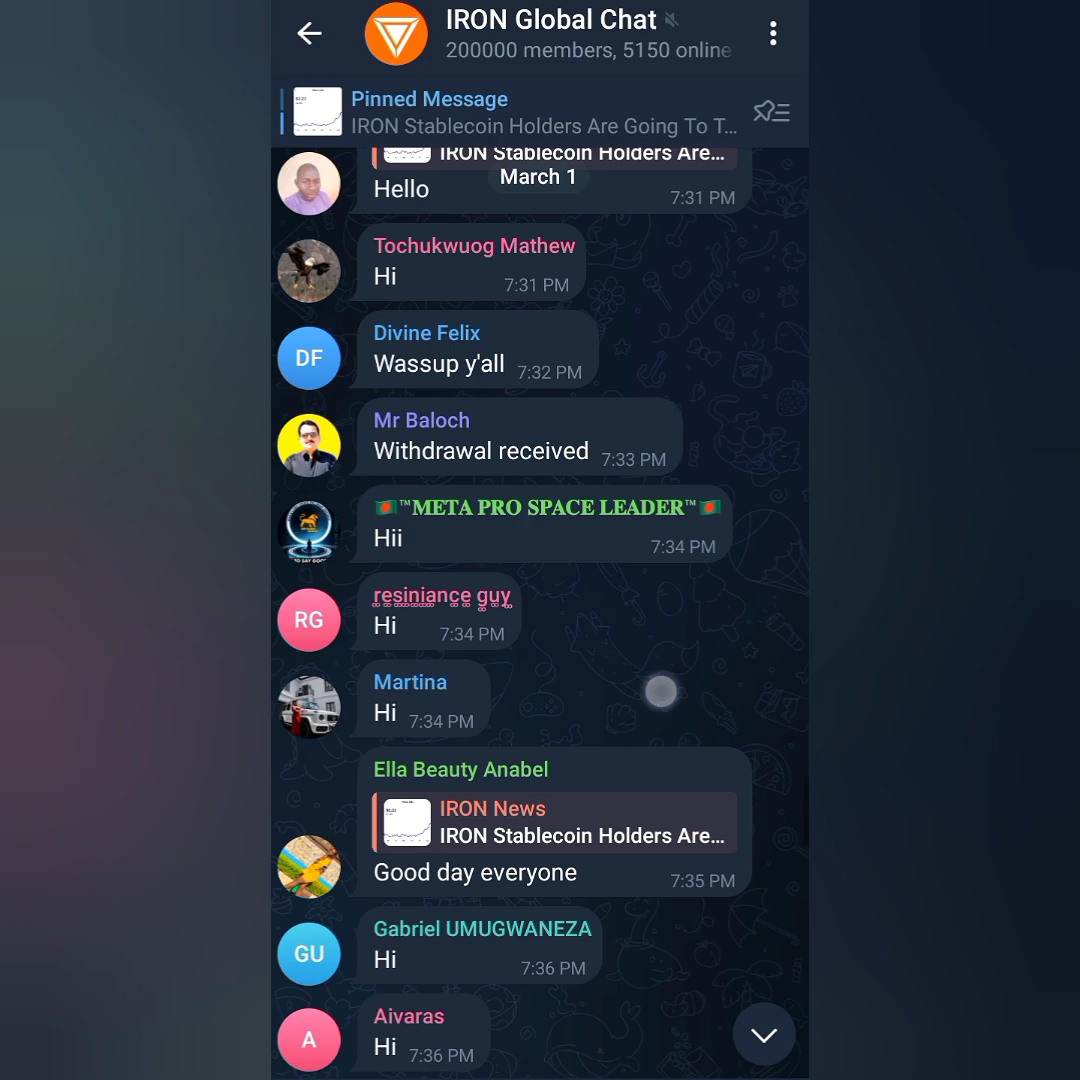 IRON Global Chat
200000 members, 5150 online
Pinned Message
IRON Stablecoin Holders Are Going To T...
IRON Stablecoin Holders Are...
March 1
Hello
7:31 PM
Tochukwuog Mathew
Hi
7:31 PM
DF
Divine Felix
Wassup y'all
7:32 PM
Mr Baloch
Withdrawal received
7:33 PM
🇧🇩™META PRO SPACE LEADER™🇧🇩
Hii
7:34 PM
RG
resiniance guy
Hi
7:34 PM
Martina
Hi
7:34 PM
Ella Beauty Anabel
IRON News
IRON Stablecoin Holders Are...
Good day everyone
7:35 PM
GU
Gabriel UMUGWANEZA
Hi
7:36 PM
A
Aivaras
Hi
7:36 PM